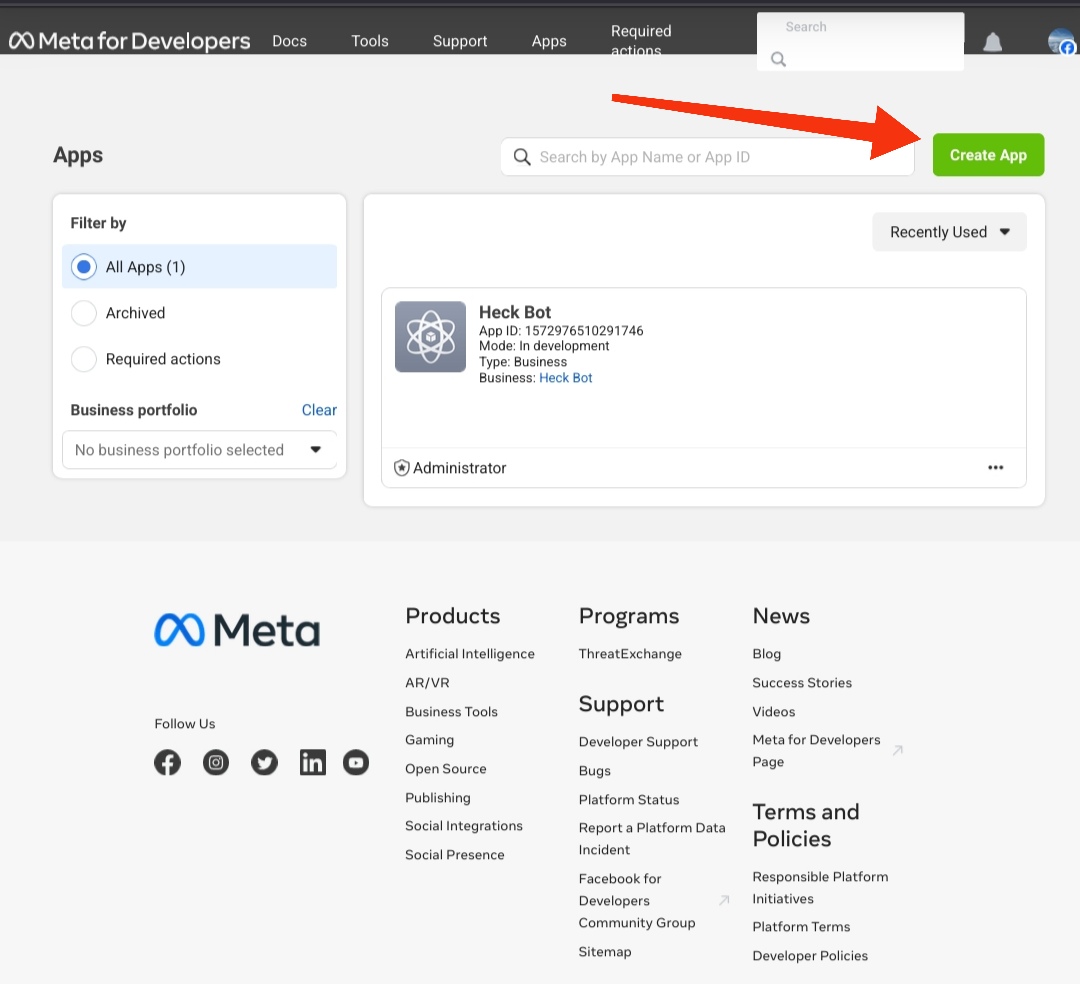 Meta for Developers
Docs
Tools
Support
Apps
Required
actions
Search
Apps
Search by App Name or App ID
Create App
Filter by
All Apps (1)
Archived
Required actions
Business portfolio
Clear
No business portfolio selected
Recently Used
Heck Bot
App ID: 1572976510291746
Mode: In development
Type: Business
Business: Heck Bot
Administrator
Meta
Follow Us
Products
Artificial Intelligence
AR/VR
Business Tools
Gaming
Open Source
Publishing
Social Integrations
Social Presence
Programs
ThreatExchange
Support
Developer Support
Bugs
Platform Status
Report a Platform Data
Incident
Facebook for
Developers
Community Group
Sitemap
News
Blog
Success Stories
Videos
Meta for Developers
Page
Terms and
Policies
Responsible Platform
Initiatives
Platform Terms
Developer Policies